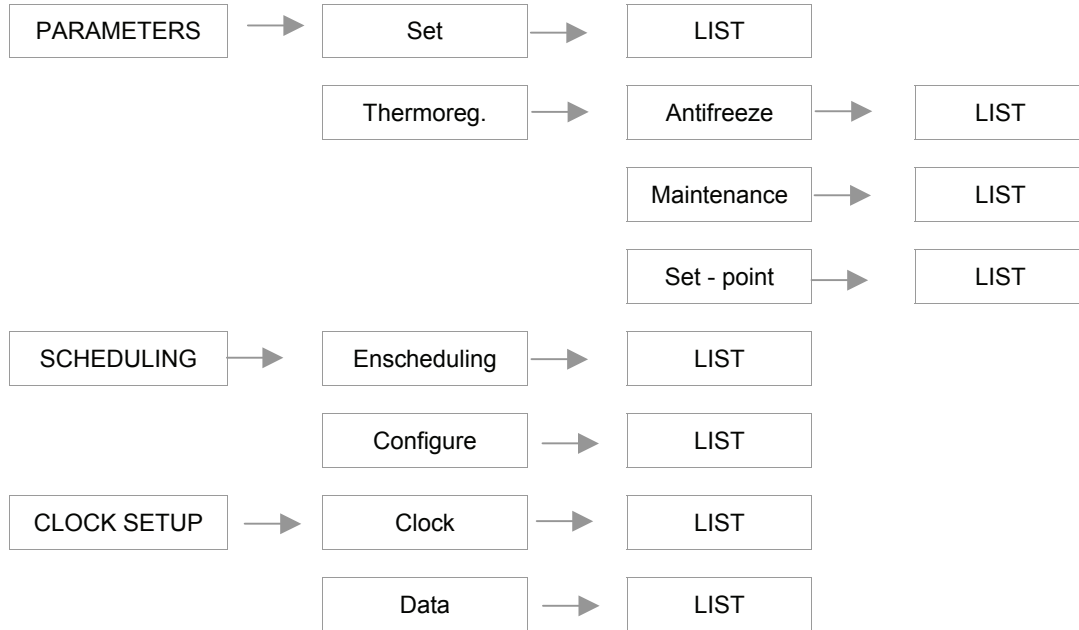 PARAMETERS Set LIST
Thermoreg. Antifreeze LIST
Maintenance LIST
Set - point LIST
SCHEDULING Enscheduling LIST
Configure LIST
CLOCK SETUP Clock LIST
Data LIST